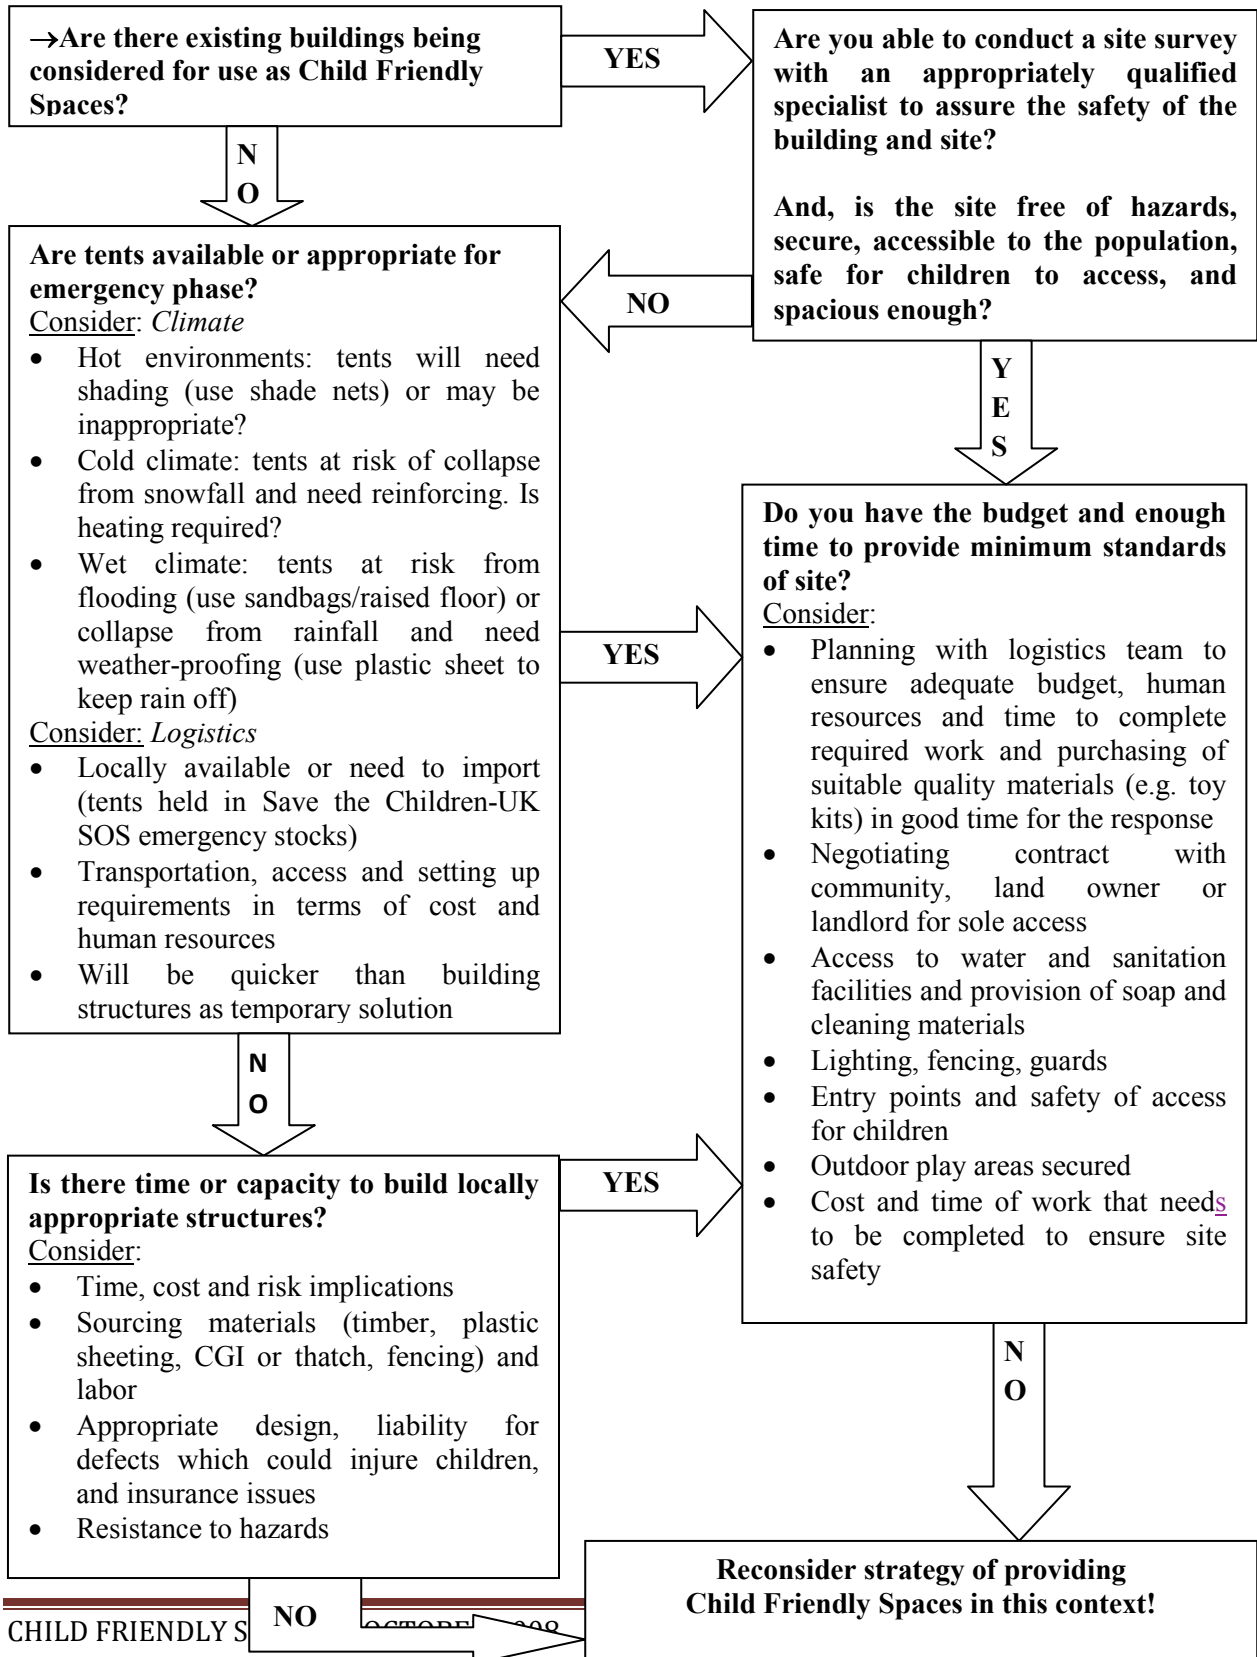 →Are there existing buildings being
considered for use as Child Friendly
Spaces?
YES
Are you able to conduct a site survey
with an appropriately qualified
specialist to assure the safety of the
building and site?
And, is the site free of hazards,
secure, accessible to the population,
safe for children to access, and
spacious enough?
N
O
NO
Y
E
S
Are tents available or appropriate for
emergency phase?
Consider: Climate
• Hot environments: tents will need
shading (use shade nets) or may be
inappropriate?
• Cold climate: tents at risk of collapse
from snowfall and need reinforcing. Is
heating required?
• Wet climate: tents at risk from
flooding (use sandbags/raised floor) or
collapse from rainfall and need
weather-proofing (use plastic sheet to
keep rain off)
Consider: Logistics
• Locally available or need to import
(tents held in Save the Children-UK
SOS emergency stocks)
• Transportation, access and setting up
requirements in terms of cost and
human resources
• Will be quicker than building
structures as temporary solution
YES
Do you have the budget and enough
time to provide minimum standards
of site?
Consider:
• Planning with logistics team to
ensure adequate budget, human
resources and time to complete
required work and purchasing of
suitable quality materials (e.g. toy
kits) in good time for the response
• Negotiating contract with
community, land owner or
landlord for sole access
• Access to water and sanitation
facilities and provision of soap and
cleaning materials
• Lighting, fencing, guards
• Entry points and safety of access
for children
• Outdoor play areas secured
• Cost and time of work that needs
to be completed to ensure site
safety
N
O
Is there time or capacity to build locally
appropriate structures?
Consider:
• Time, cost and risk implications
• Sourcing materials (timber, plastic
sheeting, CGI or thatch, fencing) and
labor
• Appropriate design, liability for
defects which could injure children,
and insurance issues
• Resistance to hazards
YES
N
O
NO
Reconsider strategy of providing
Child Friendly Spaces in this context!
CHILD FRIENDLY S